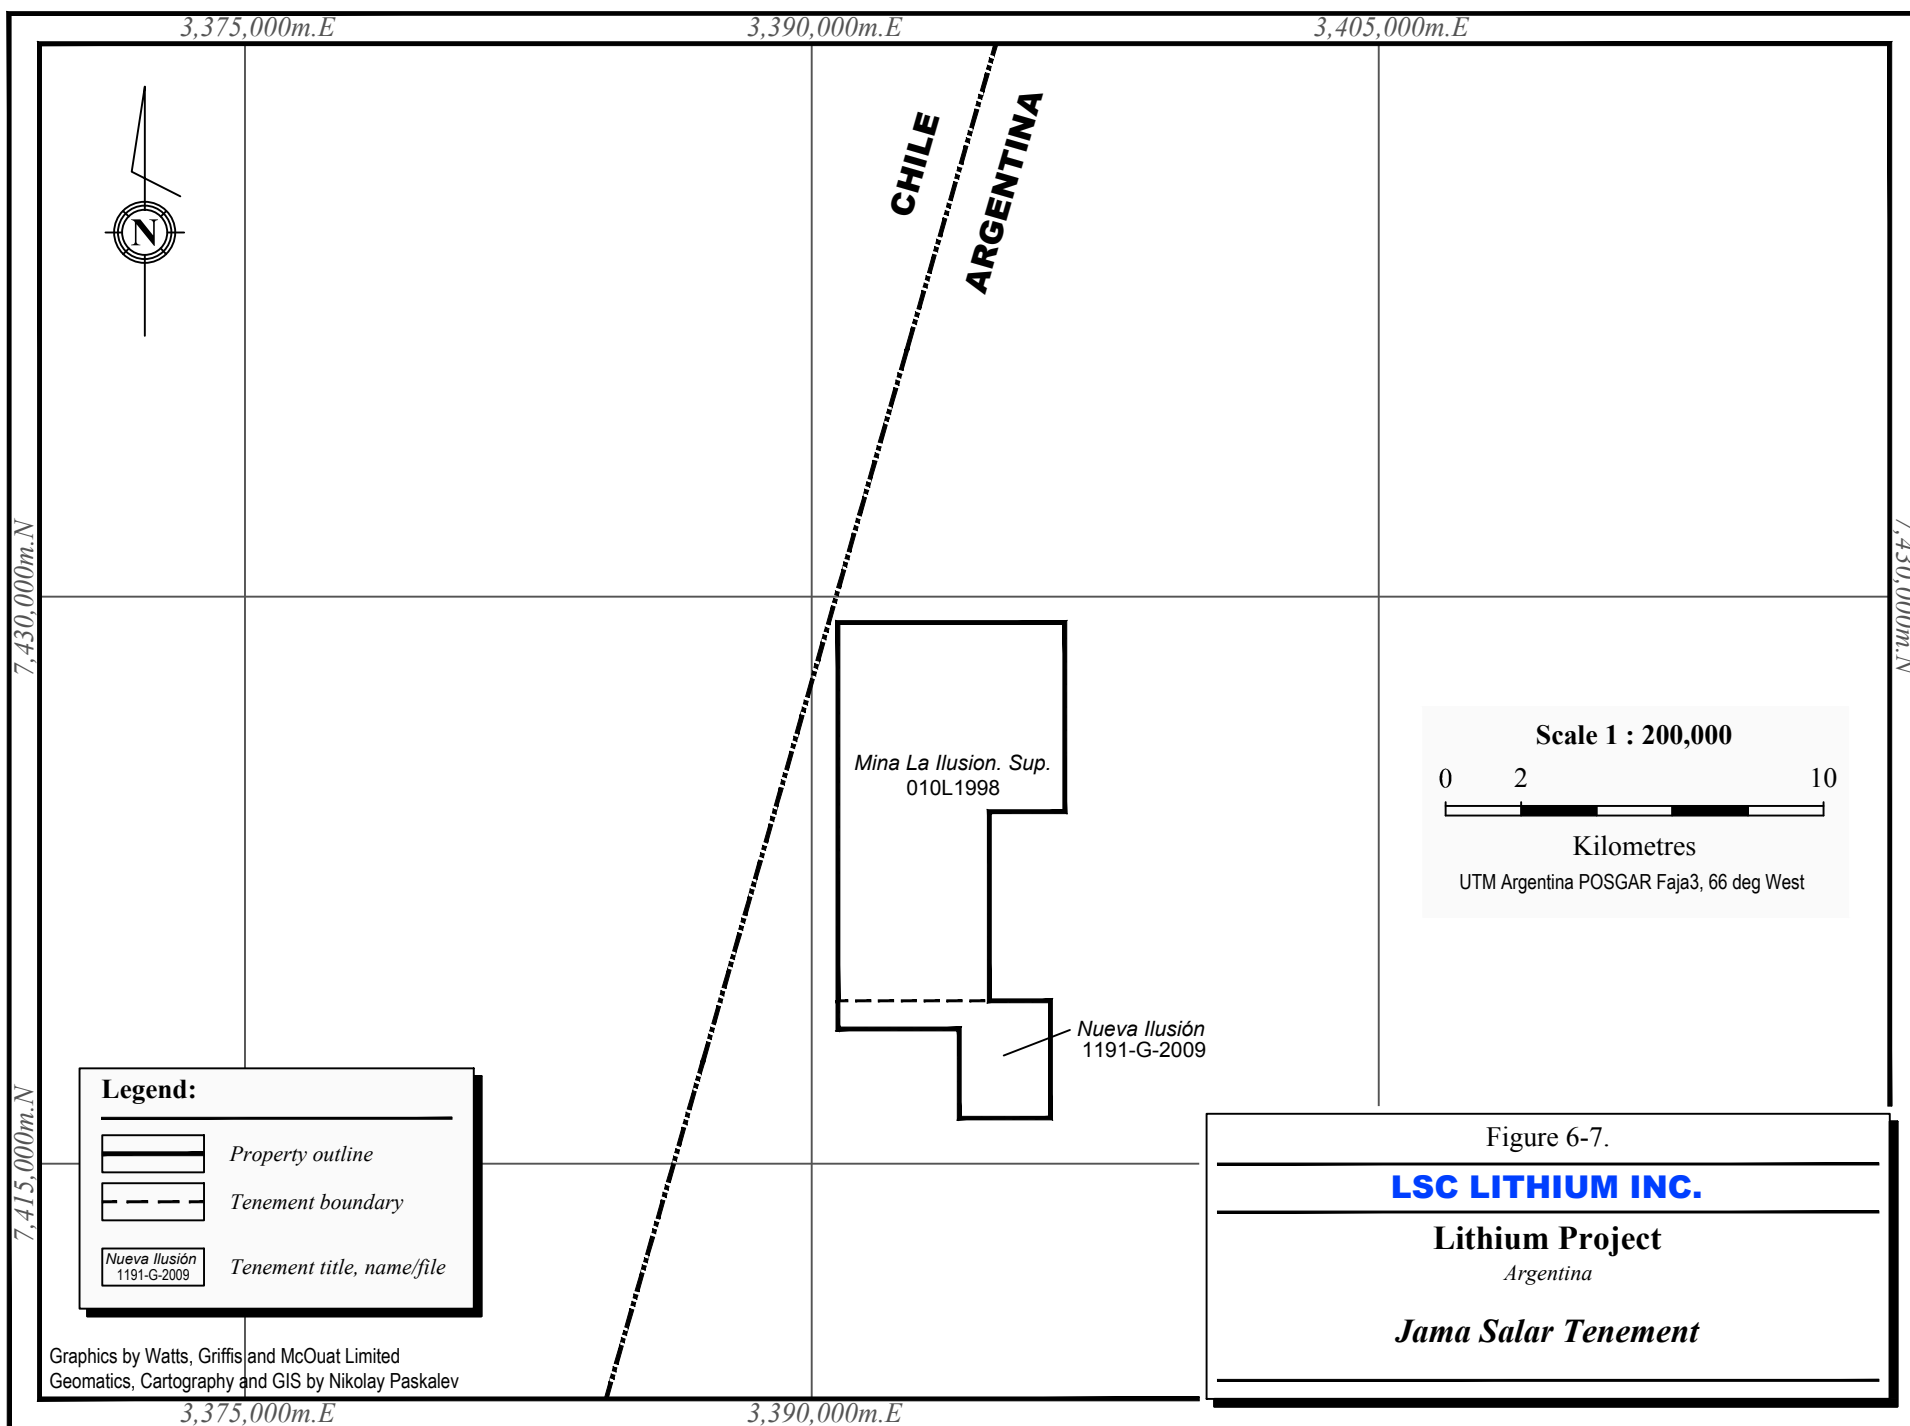 3,375,000m.E
3,390,000m.E
3,405,000m.E
CHILE
ARGENTINA
N
7,430,000m.N
7,430,000m.N
Mina La Ilusion. Sup.
010L1998
Scale 1 : 200,000
0 2 10
Kilometres
UTM Argentina POSGAR Faja3, 66 deg West
Nueva Ilusión
1191-G-2009
7,415,000m.N
Legend:
Property outline
Tenement boundary
Nueva Ilusión
1191-G-2009
Tenement title, name/file
Figure 6-7.
LSC LITHIUM INC.
Lithium Project
Argentina
Jama Salar Tenement
Graphics by Watts, Griffis and McOuat Limited
Geomatics, Cartography and GIS by Nikolay Paskalev
3,375,000m.E
3,390,000m.E